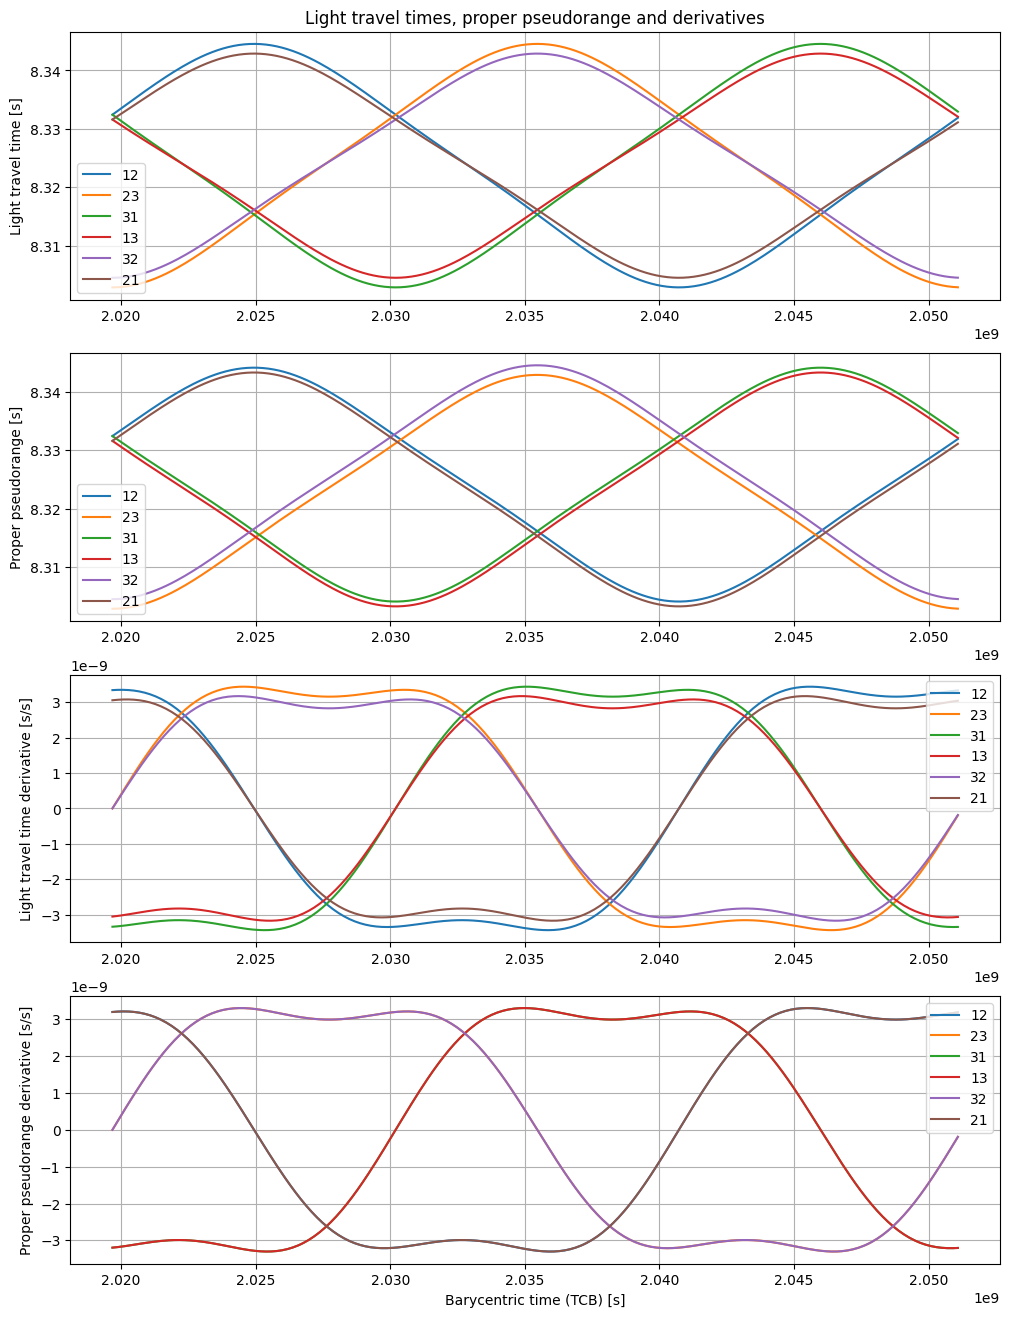 Light travel times, proper pseudorange and derivatives
Light travel time [s]
8.34
8.33
8.32
8.31
12
23
31
13
32
21
2.020 2.025 2.030 2.035 2.040 2.045 2.050
1e9
Proper pseudorange [s]
8.34
8.33
8.32
8.31
12
23
31
13
32
21
2.020 2.025 2.030 2.035 2.040 2.045 2.050
1e9
1e−9
Light travel time derivative [s/s]
3
2
1
0
−1
−2
−3
12
23
31
13
32
21
2.020 2.025 2.030 2.035 2.040 2.045 2.050
1e9
1e−9
Proper pseudorange derivative [s/s]
3
2
1
0
−1
−2
−3
12
23
31
13
32
21
2.020 2.025 2.030 2.035 2.040 2.045 2.050
1e9
Barycentric time (TCB) [s]